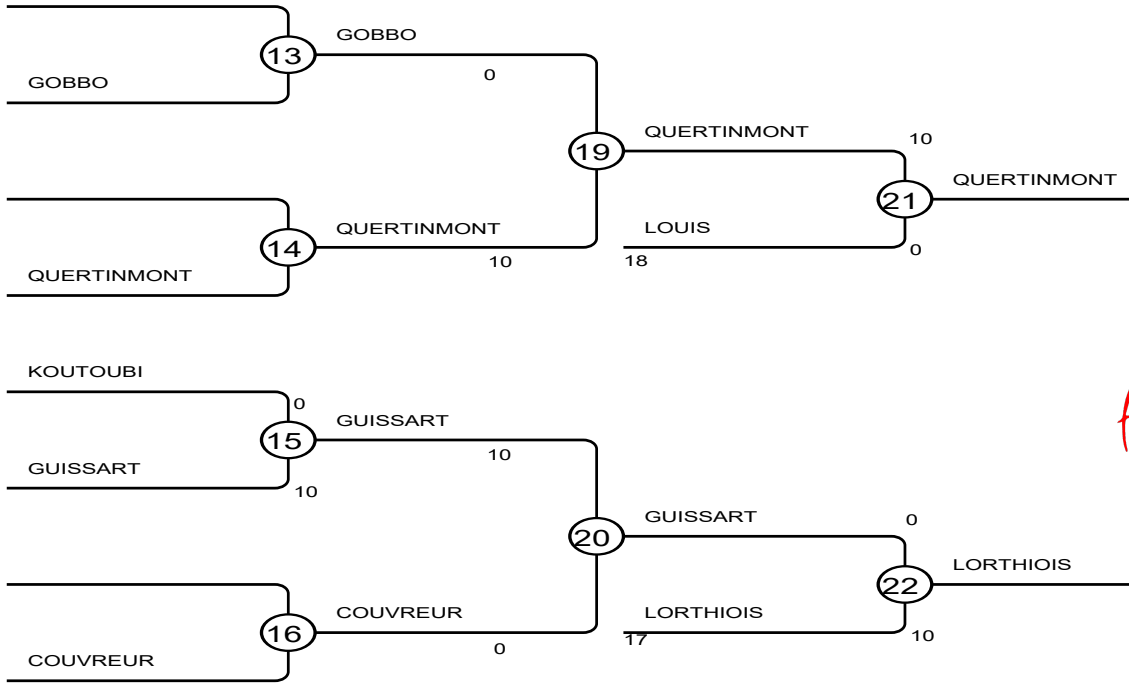 GOBBO
13
0
GOBBO
QUERTINMONT
10
19
QUERTINMONT
21
QUERTINMONT
14
10
LOUIS
18
0
QUERTINMONT
KOUTOUBI
0
GUISSART
15
10
GUISSART
10
GUISSART
0
20
LORTHIOIS
22
COUVREUR
16
0
LORTHIOIS
17
10
COUVREUR